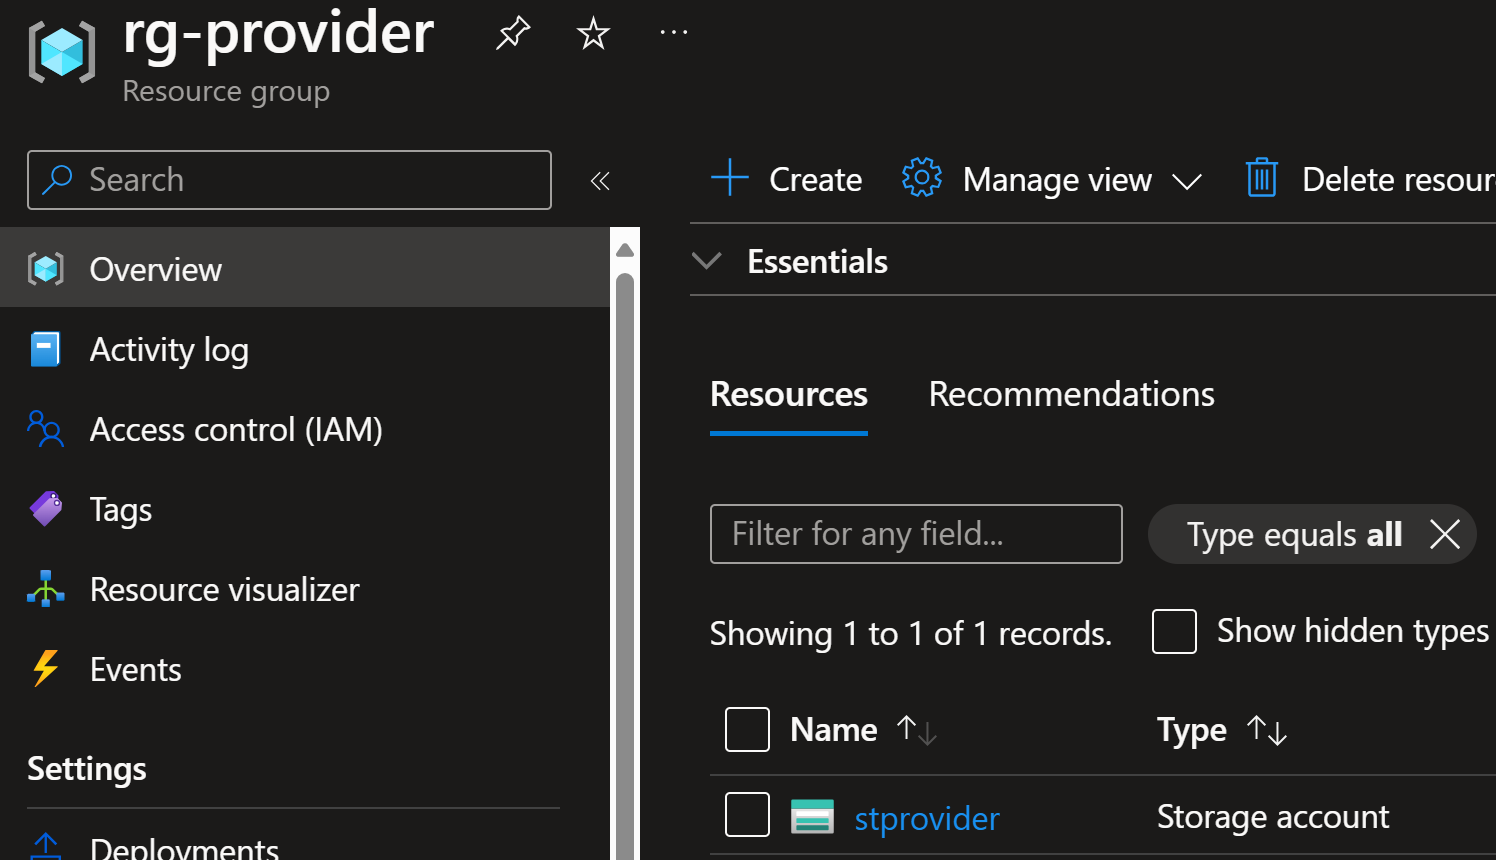 rg-provider
Resource group
Search
Overview
Activity log
Access control (IAM)
Tags
Resource visualizer
Events
Settings
Deployments
Create
Manage view
Delete resour
Essentials
Resources
Recommendations
Filter for any field...
Type equals all
Showing 1 to 1 of 1 records.
Show hidden types
Name
Type
stprovider
Storage account